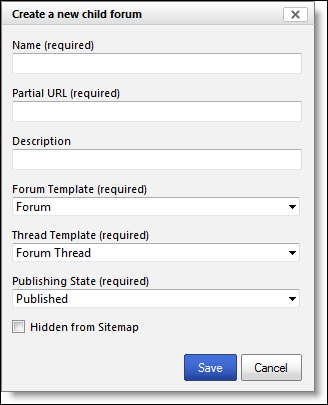 Create a new child forum
Name (required)
Partial URL (required)
Description
Forum Template (required)
Forum
Thread Template (required)
Forum Thread
Publishing State (required)
Published
Hidden from Sitemap
Save Cancel